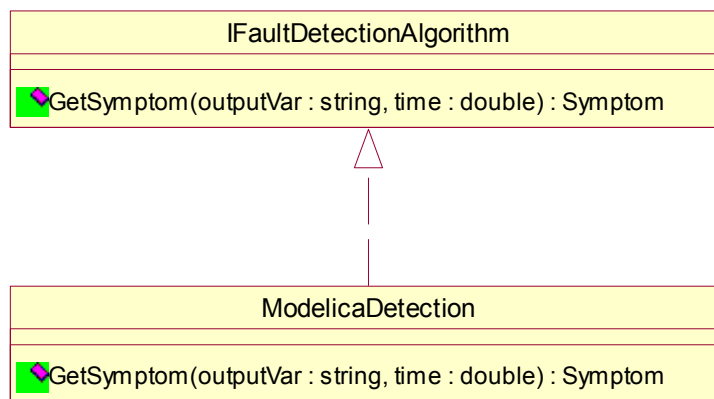 IFaultDetectionAlgorithm
GetSymptom(outputVar : string, time : double) : Symptom
ModelicaDetection
GetSymptom(outputVar : string, time : double) : Symptom